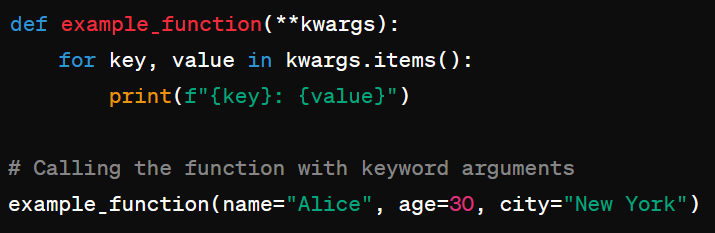 def example_function(**kwargs):
    for key, value in kwargs.items():
        print(f"{key}: {value}")

# Calling the function with keyword arguments
example_function(name="Alice", age=30, city="New York")